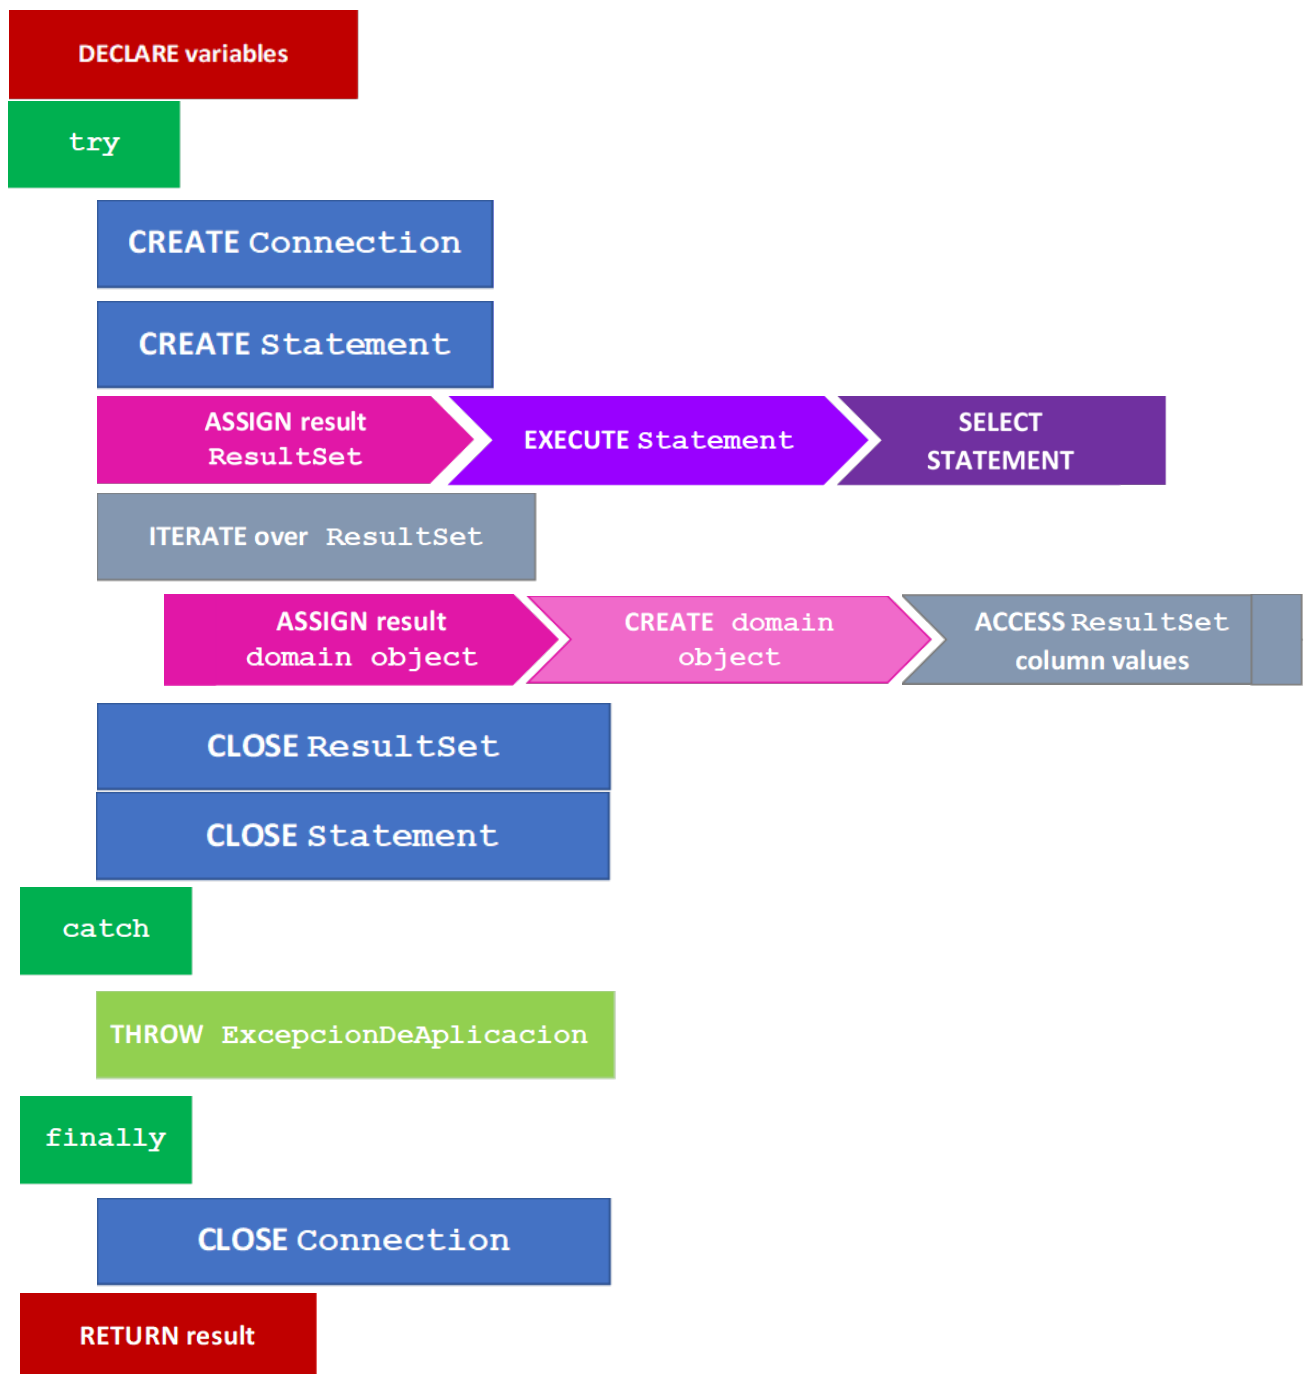 DECLARE variables
try
CREATE Connection
CREATE Statement
ASSIGN result
ResultSet
EXECUTE Statement
SELECT
STATEMENT
ITERATE over ResultSet
ASSIGN result
domain object
CREATE domain
object
ACCESS ResultSet
column values
CLOSE ResultSet
CLOSE Statement
catch
THROW ExcepcionDeAplicacion
finally
CLOSE Connection
RETURN result